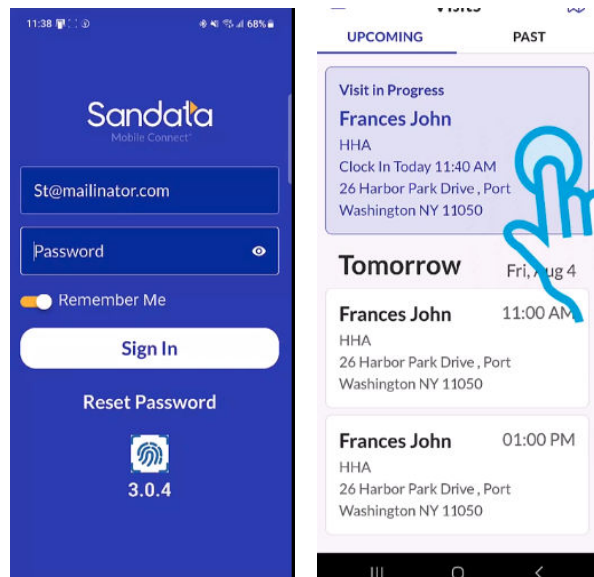 11:38
68%
Sandata
Mobile Connect
St@mailinator.com
Password
Remember Me
Sign In
Reset Password
3.0.4
Visits
UPCOMING PAST
Visit in Progress
Frances John
HHA
Clock In Today 11:40 AM
26 Harbor Park Drive , Port
Washington NY 11050
Tomorrow Fri, Aug 4
Frances John 11:00 AM
HHA
26 Harbor Park Drive , Port
Washington NY 11050
Frances John 01:00 PM
HHA
26 Harbor Park Drive , Port
Washington NY 11050